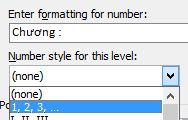 Enter formatting for number:
Chương :
Number style for this level:
(none)
(none)
1, 2, 3, ...